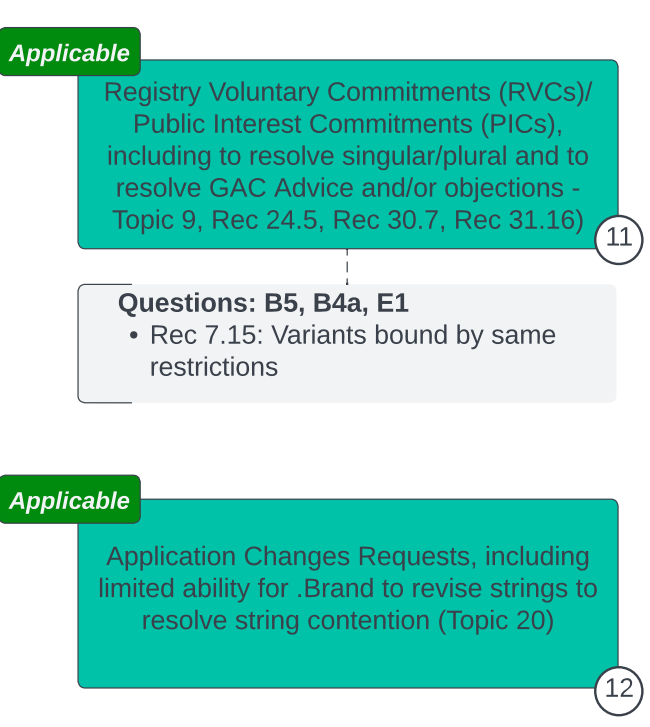 Applicable
Registry Voluntary Commitments (RVCs)/
Public Interest Commitments (PICs),
including to resolve singular/plural and to
resolve GAC Advice and/or objections -
Topic 9, Rec 24.5, Rec 30.7, Rec 31.16)
11
Questions: B5, B4a, E1
• Rec 7.15: Variants bound by same
restrictions
Applicable
Application Changes Requests, including
limited ability for .Brand to revise strings to
resolve string contention (Topic 20)
12